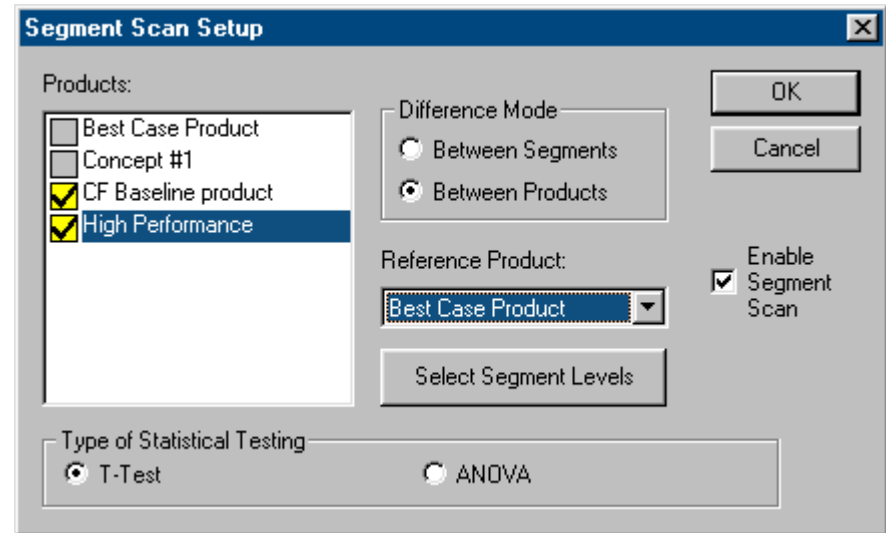 Segment Scan Setup
Products:
Best Case Product
Concept #1
CF Baseline product
High Performance
Difference Mode
Between Segments
Between Products
Reference Product:
Best Case Product
Select Segment Levels
OK
Cancel
Enable
Segment
Scan
Type of Statistical Testing
T-Test
ANOVA